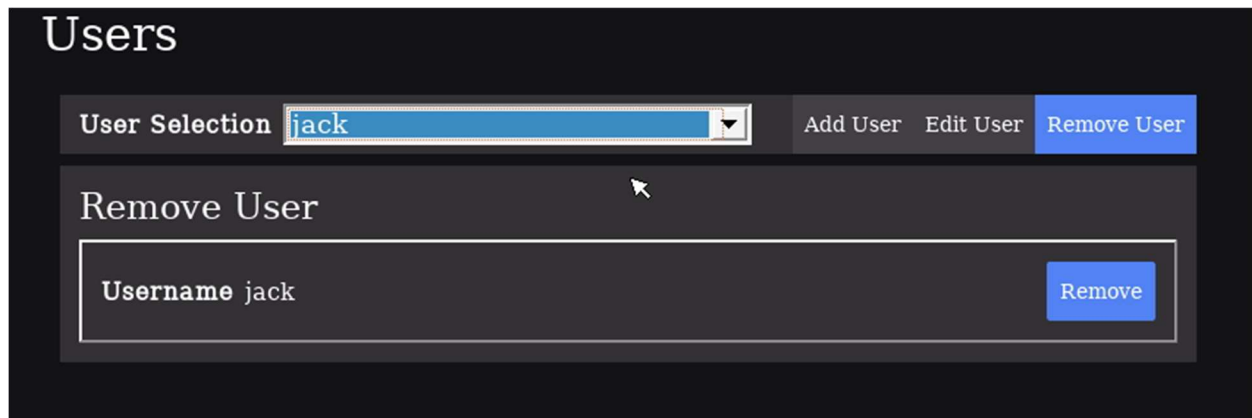 Users
User Selection jack Add User Edit User Remove User
Remove User
Username jack Remove